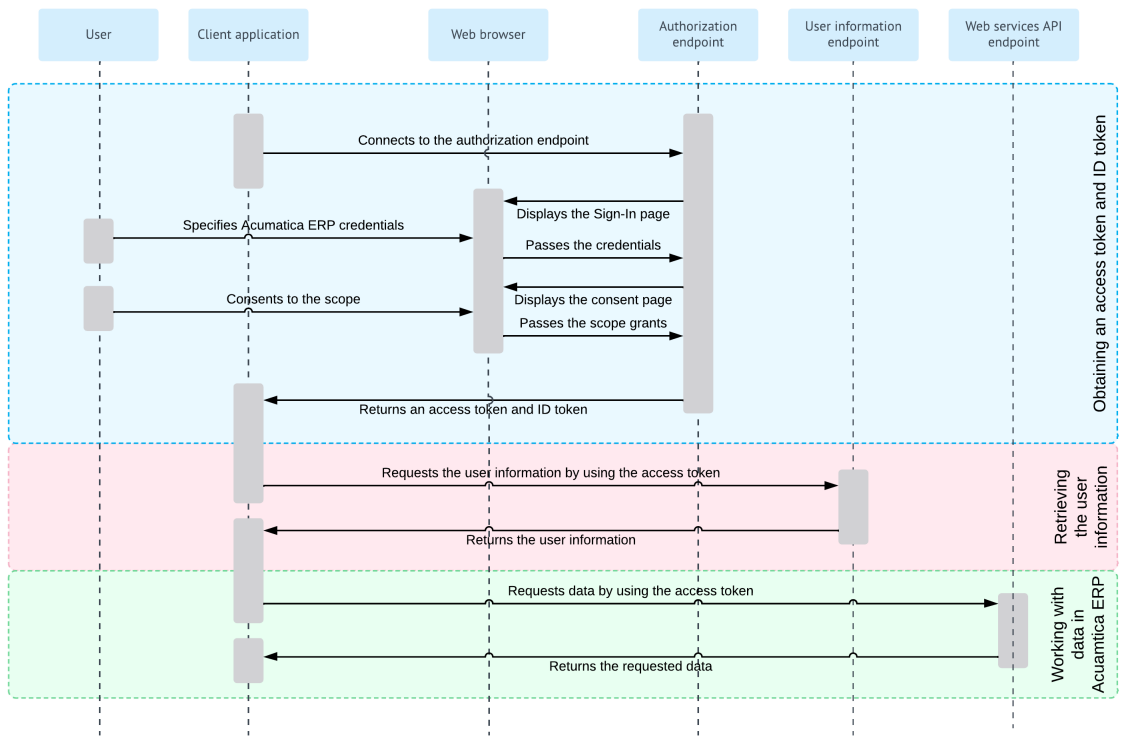 User
Client application
Web browser
Authorization
endpoint
User information
endpoint
Web services API
endpoint
Connects to the authorization endpoint
Displays the Sign-In page
Specifies Acumatica ERP credentials
Passes the credentials
Displays the consent page
Consents to the scope
Passes the scope grants
Returns an access token and ID token
Obtaining an access token and ID token
Requests the user information by using the access token
Returns the user information
Retrieving
the user
information
Requests data by using the access token
Returns the requested data
Working with
data in
Acuamtica ERP